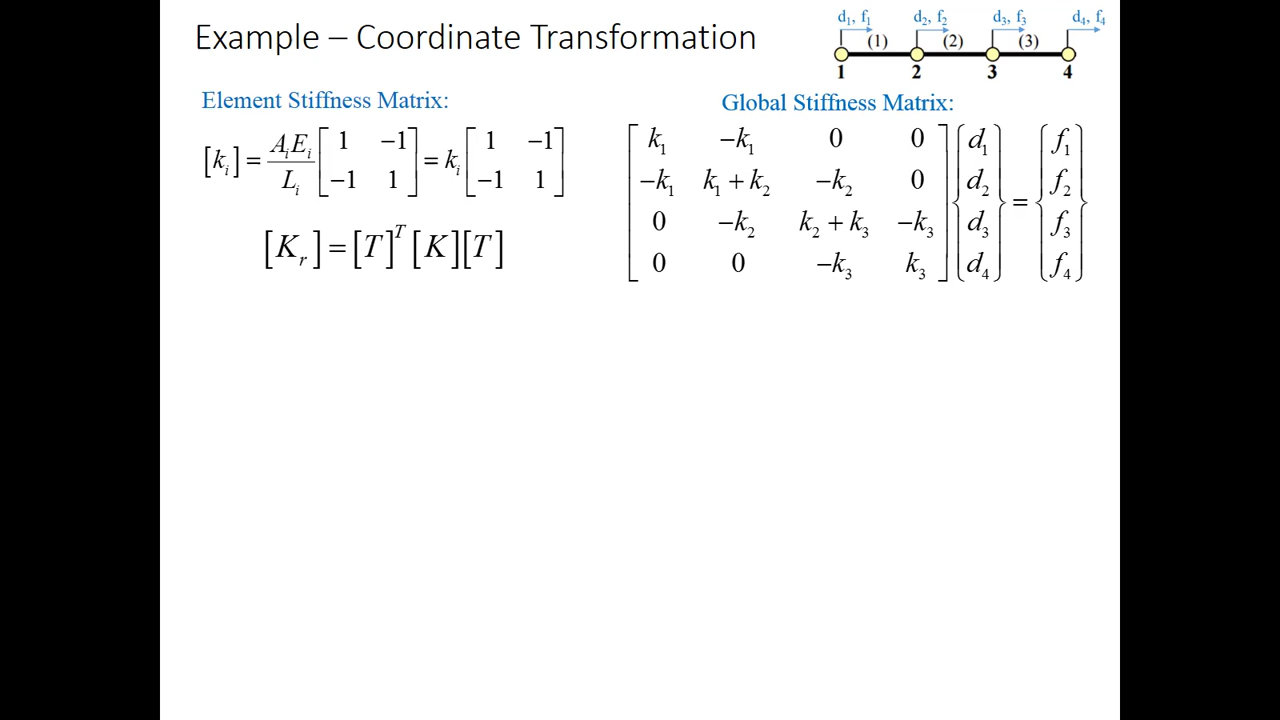 Example – Coordinate Transformation
d₁, f₁ d₂, f₂ d₃, f₃ d₄, f₄
(1) (2) (3)
1 2 3 4
Element Stiffness Matrix:
[kᵢ] = AᵢEᵢ/Lᵢ [1 −1; −1 1] = kᵢ [1 −1; −1 1]
[Kᵣ] = [T]ᵀ [K][T]
Global Stiffness Matrix:
[k₁ −k₁ 0 0] {d₁} {f₁}
[−k₁ k₁ + k₂ −k₂ 0] {d₂} = {f₂}
[0 −k₂ k₂ + k₃ −k₃] {d₃} {f₃}
[0 0 −k₃ k₃] {d₄} {f₄}